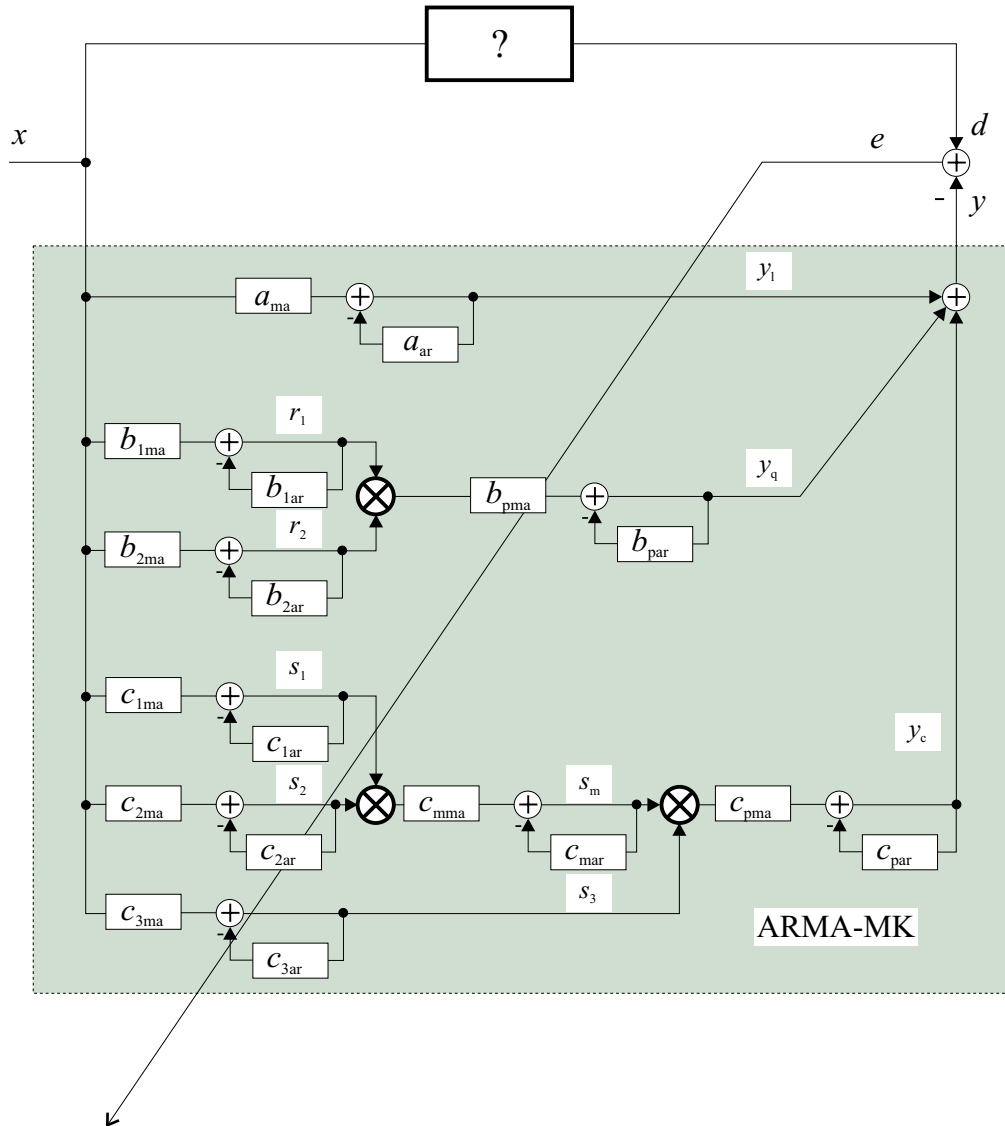 ?
x
e
d
-
y
a_ma
-
a_ar
y_l
b_1ma
r_1
-
b_1ar
b_pma
y_q
-
b_par
b_2ma
r_2
-
b_2ar
c_1ma
s_1
-
c_1ar
y_c
c_2ma
s_2
-
c_2ar
c_mma
s_m
-
c_mar
c_pma
-
c_par
c_3ma
s_3
-
c_3ar
ARMA-MK